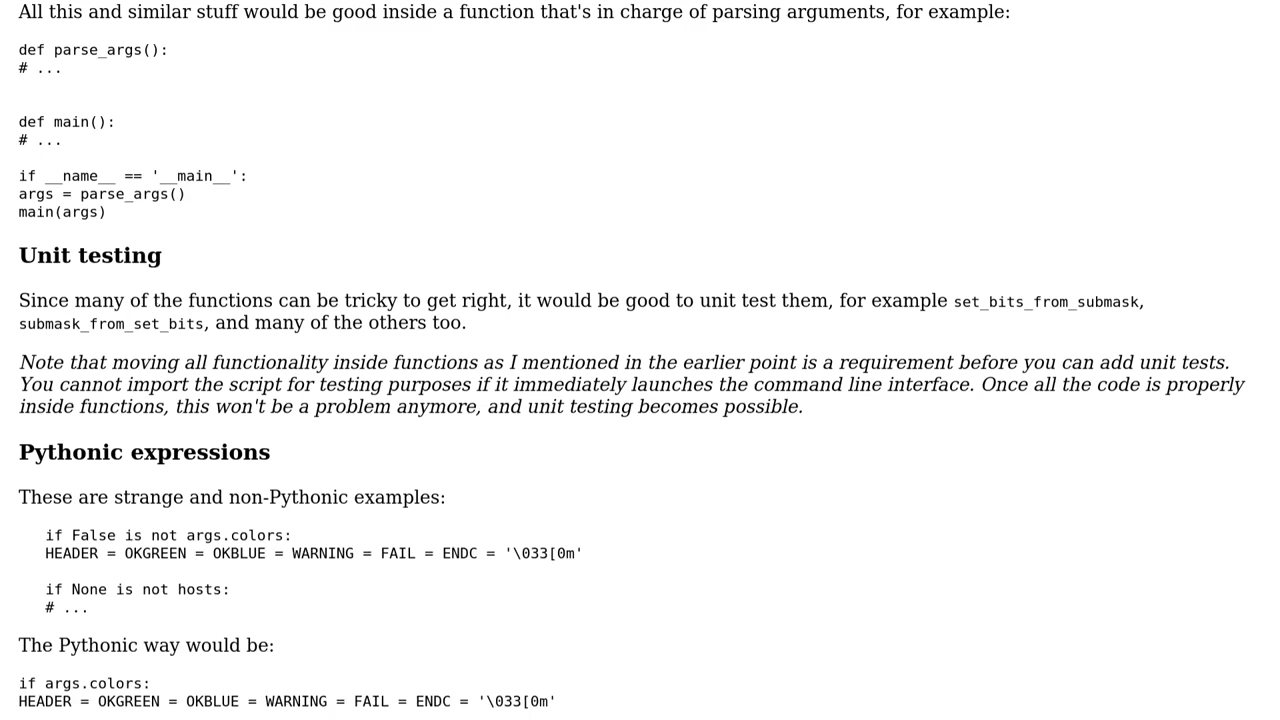 All this and similar stuff would be good inside a function that's in charge of parsing arguments, for example:
def parse_args():
# ...
def main():
# ...
if __name__ == '__main__':
args = parse_args()
main(args)
Unit testing
Since many of the functions can be tricky to get right, it would be good to unit test them, for example set_bits_from_submask,
submask_from_set_bits, and many of the others too.
Note that moving all functionality inside functions as I mentioned in the earlier point is a requirement before you can add unit tests.
You cannot import the script for testing purposes if it immediately launches the command line interface. Once all the code is properly
inside functions, this won't be a problem anymore, and unit testing becomes possible.
Pythonic expressions
These are strange and non-Pythonic examples:
if False is not args.colors:
HEADER = OKGREEN = OKBLUE = WARNING = FAIL = ENDC = '\033[0m'
if None is not hosts:
# ...
The Pythonic way would be:
if args.colors:
HEADER = OKGREEN = OKBLUE = WARNING = FAIL = ENDC = '\033[0m'